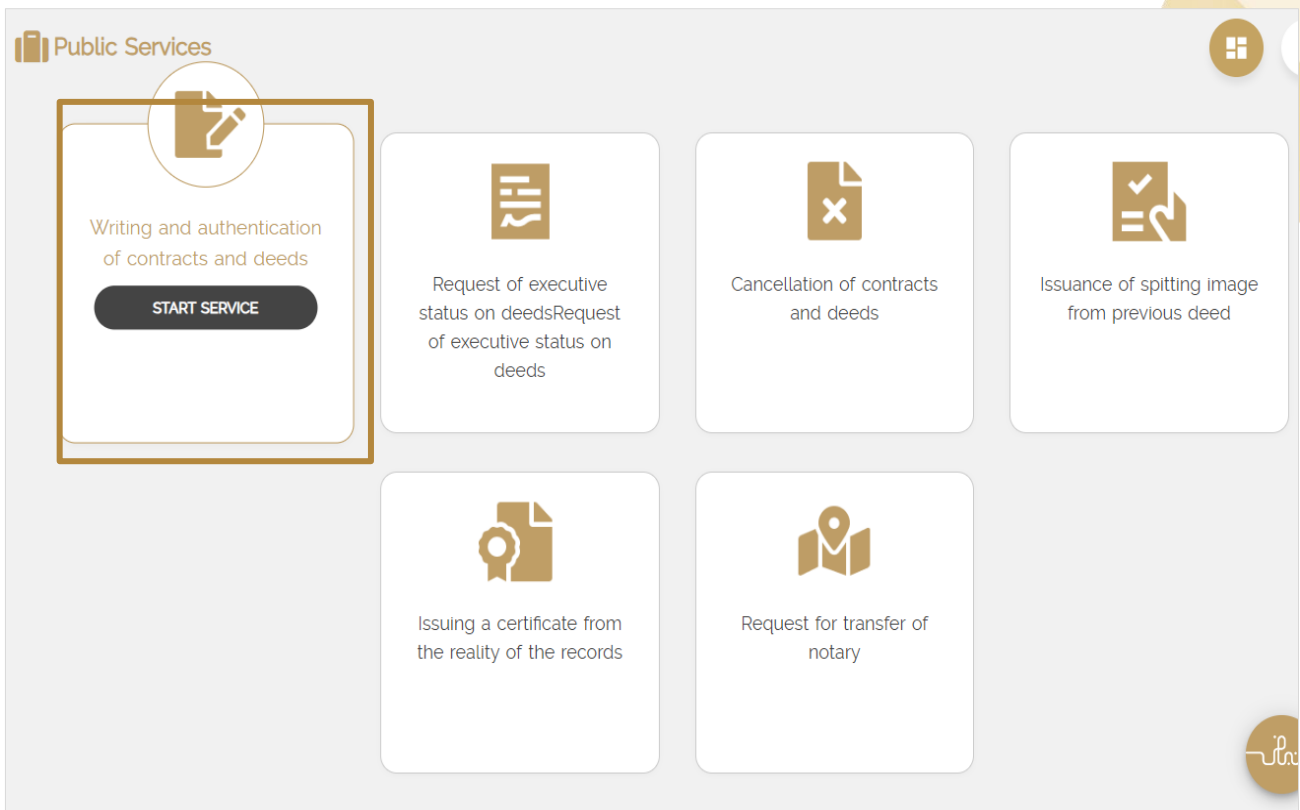 Public Services
Writing and authentication
of contracts and deeds
START SERVICE
Request of executive
status on deedsRequest
of executive status on
deeds
Cancellation of contracts
and deeds
Issuance of spitting image
from previous deed
Issuing a certificate from
the reality of the records
Request for transfer of
notary